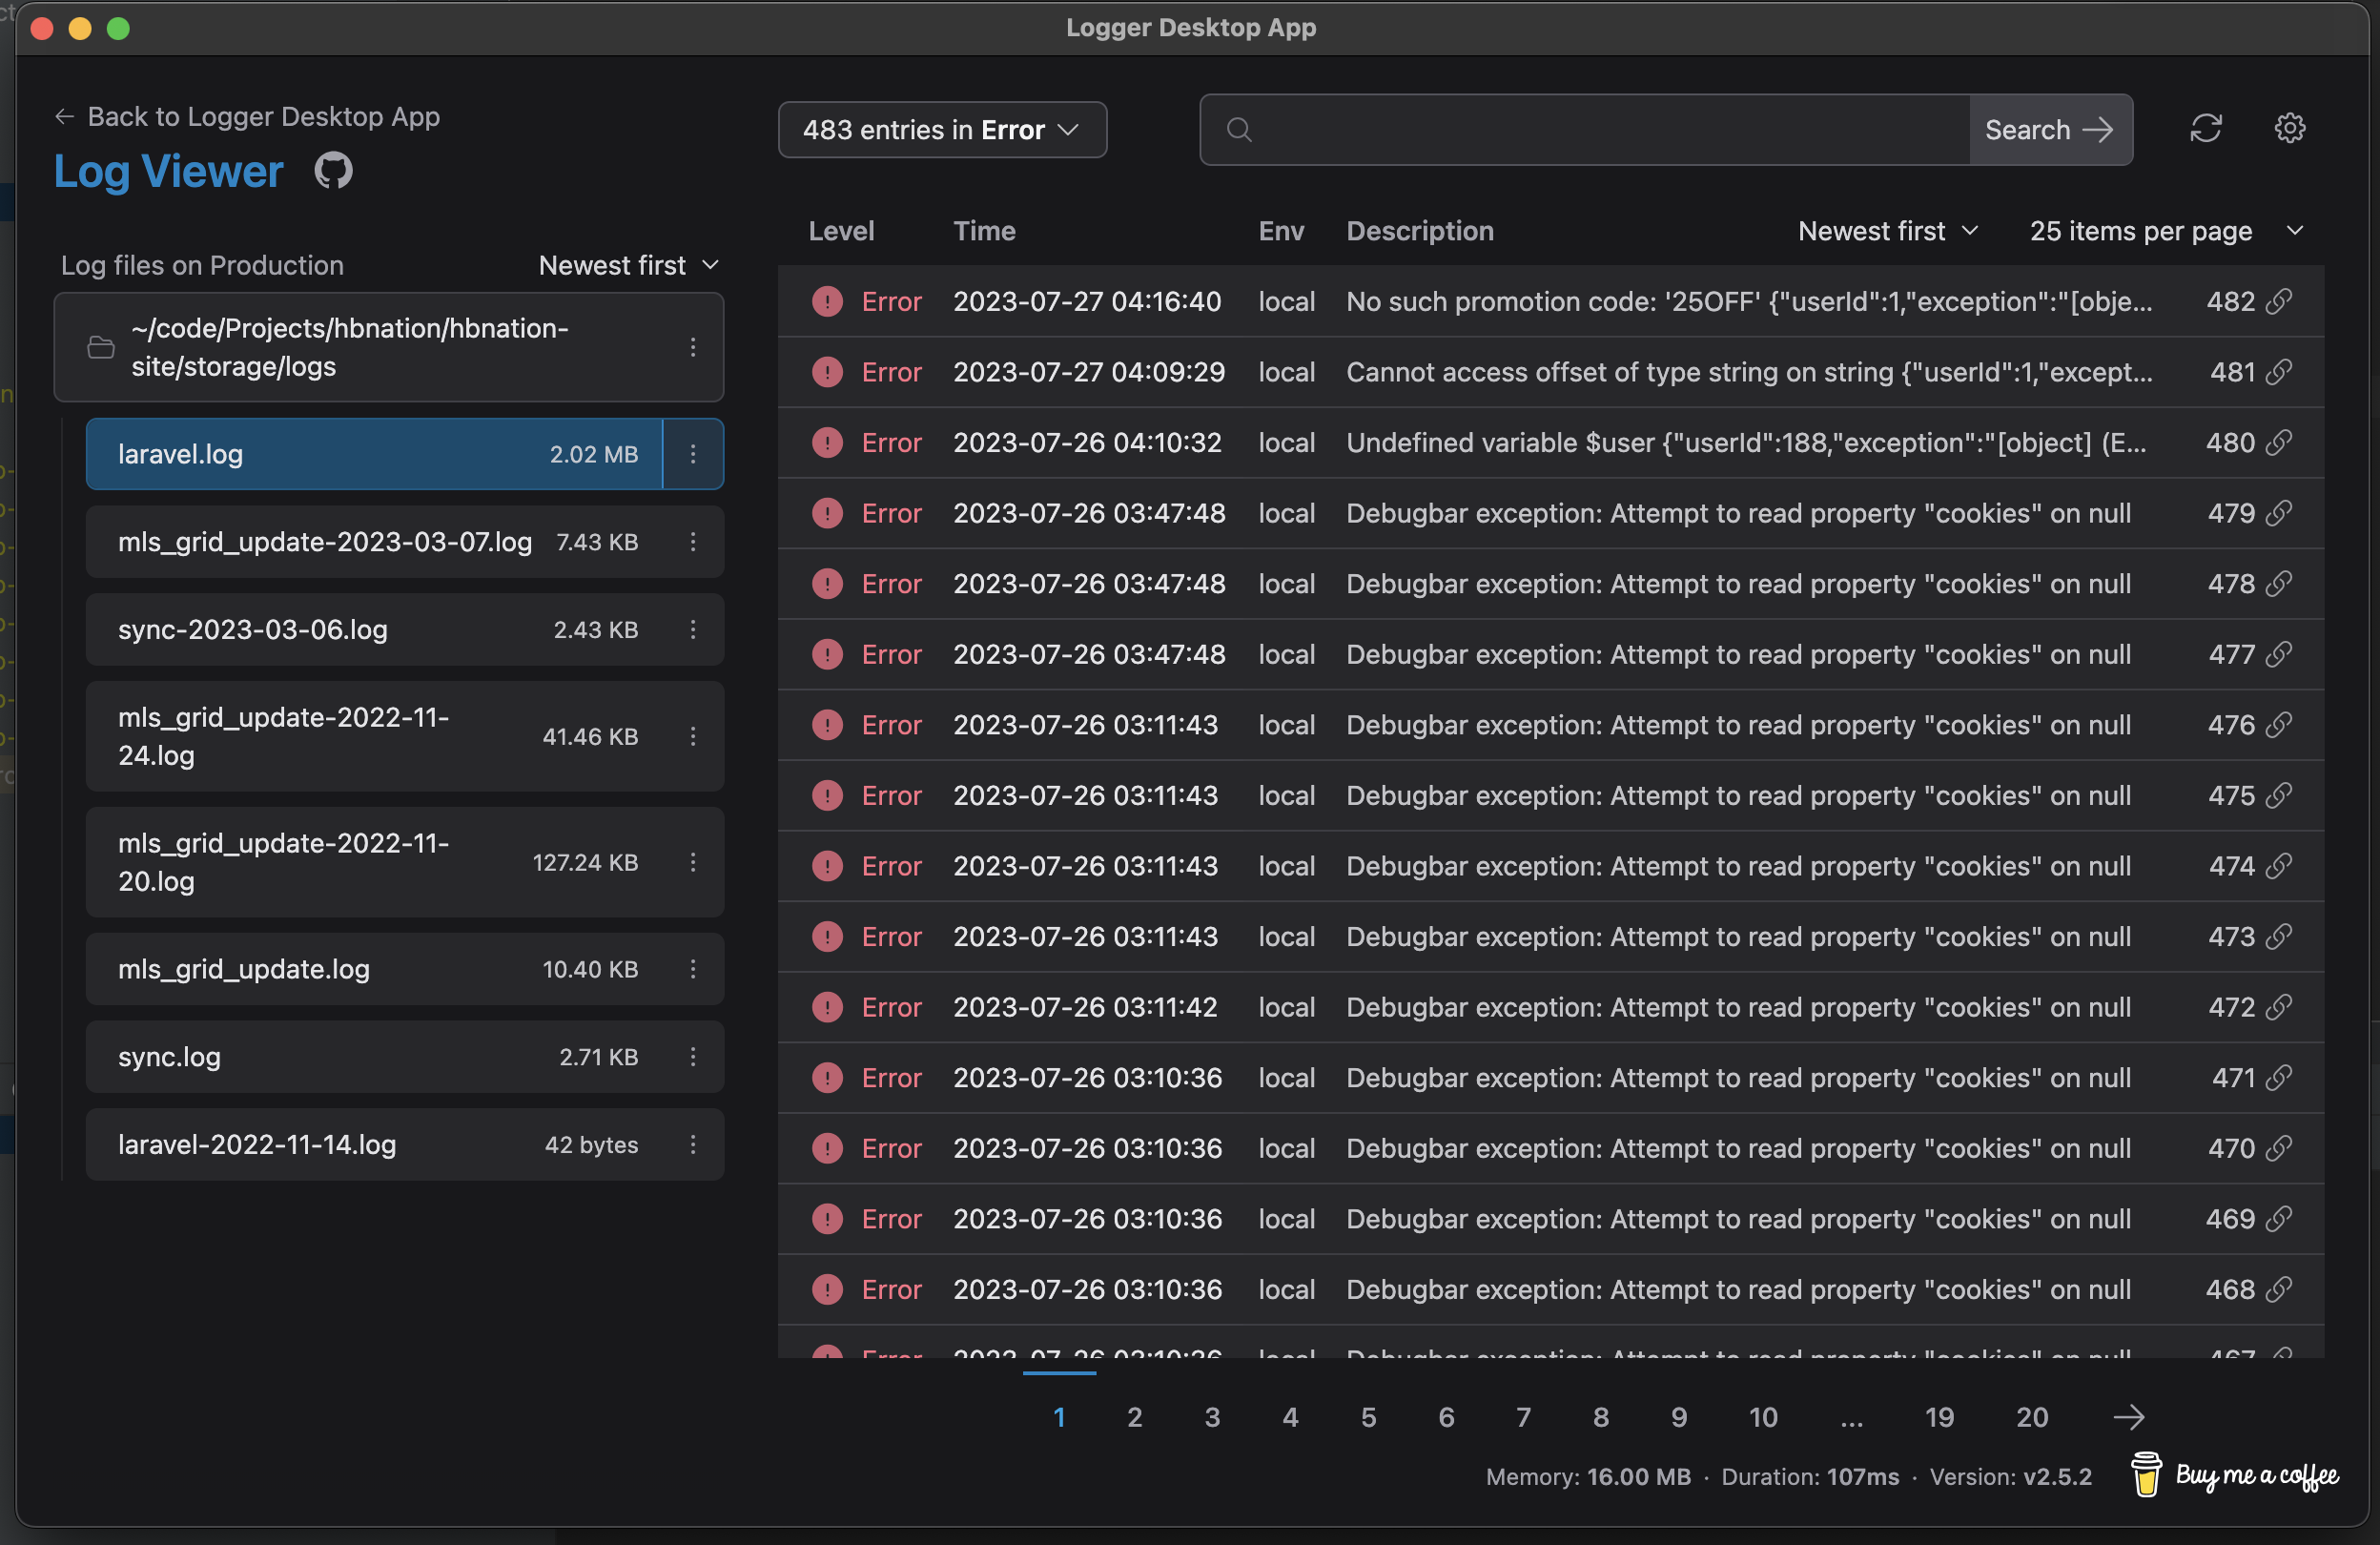 Logger Desktop App
← Back to Logger Desktop App
Log Viewer
Log files on Production
Newest first
~/code/Projects/hbnation/hbnation-
site/storage/logs
laravel.log 2.02 MB
mls_grid_update-2023-03-07.log 7.43 KB
sync-2023-03-06.log 2.43 KB
mls_grid_update-2022-11-
24.log 41.46 KB
mls_grid_update-2022-11-
20.log 127.24 KB
mls_grid_update.log 10.40 KB
sync.log 2.71 KB
laravel-2022-11-14.log 42 bytes
483 entries in Error
Search →
Level Time Env Description Newest first 25 items per page
Error 2023-07-27 04:16:40 local No such promotion code: '25OFF' {"userId":1,"exception":"[obje... 482
Error 2023-07-27 04:09:29 local Cannot access offset of type string on string {"userId":1,"except... 481
Error 2023-07-26 04:10:32 local Undefined variable $user {"userId":188,"exception":"[object] (E... 480
Error 2023-07-26 03:47:48 local Debugbar exception: Attempt to read property "cookies" on null 479
Error 2023-07-26 03:47:48 local Debugbar exception: Attempt to read property "cookies" on null 478
Error 2023-07-26 03:47:48 local Debugbar exception: Attempt to read property "cookies" on null 477
Error 2023-07-26 03:11:43 local Debugbar exception: Attempt to read property "cookies" on null 476
Error 2023-07-26 03:11:43 local Debugbar exception: Attempt to read property "cookies" on null 475
Error 2023-07-26 03:11:43 local Debugbar exception: Attempt to read property "cookies" on null 474
Error 2023-07-26 03:11:43 local Debugbar exception: Attempt to read property "cookies" on null 473
Error 2023-07-26 03:11:42 local Debugbar exception: Attempt to read property "cookies" on null 472
Error 2023-07-26 03:10:36 local Debugbar exception: Attempt to read property "cookies" on null 471
Error 2023-07-26 03:10:36 local Debugbar exception: Attempt to read property "cookies" on null 470
Error 2023-07-26 03:10:36 local Debugbar exception: Attempt to read property "cookies" on null 469
Error 2023-07-26 03:10:36 local Debugbar exception: Attempt to read property "cookies" on null 468
Error 2023-07-26 03:10:36 local Debugbar exception: Attempt to read property "cookies" on null 467
1 2 3 4 5 6 7 8 9 10 ... 19 20 →
Memory: 16.00 MB · Duration: 107ms · Version: v2.5.2
Buy me a coffee